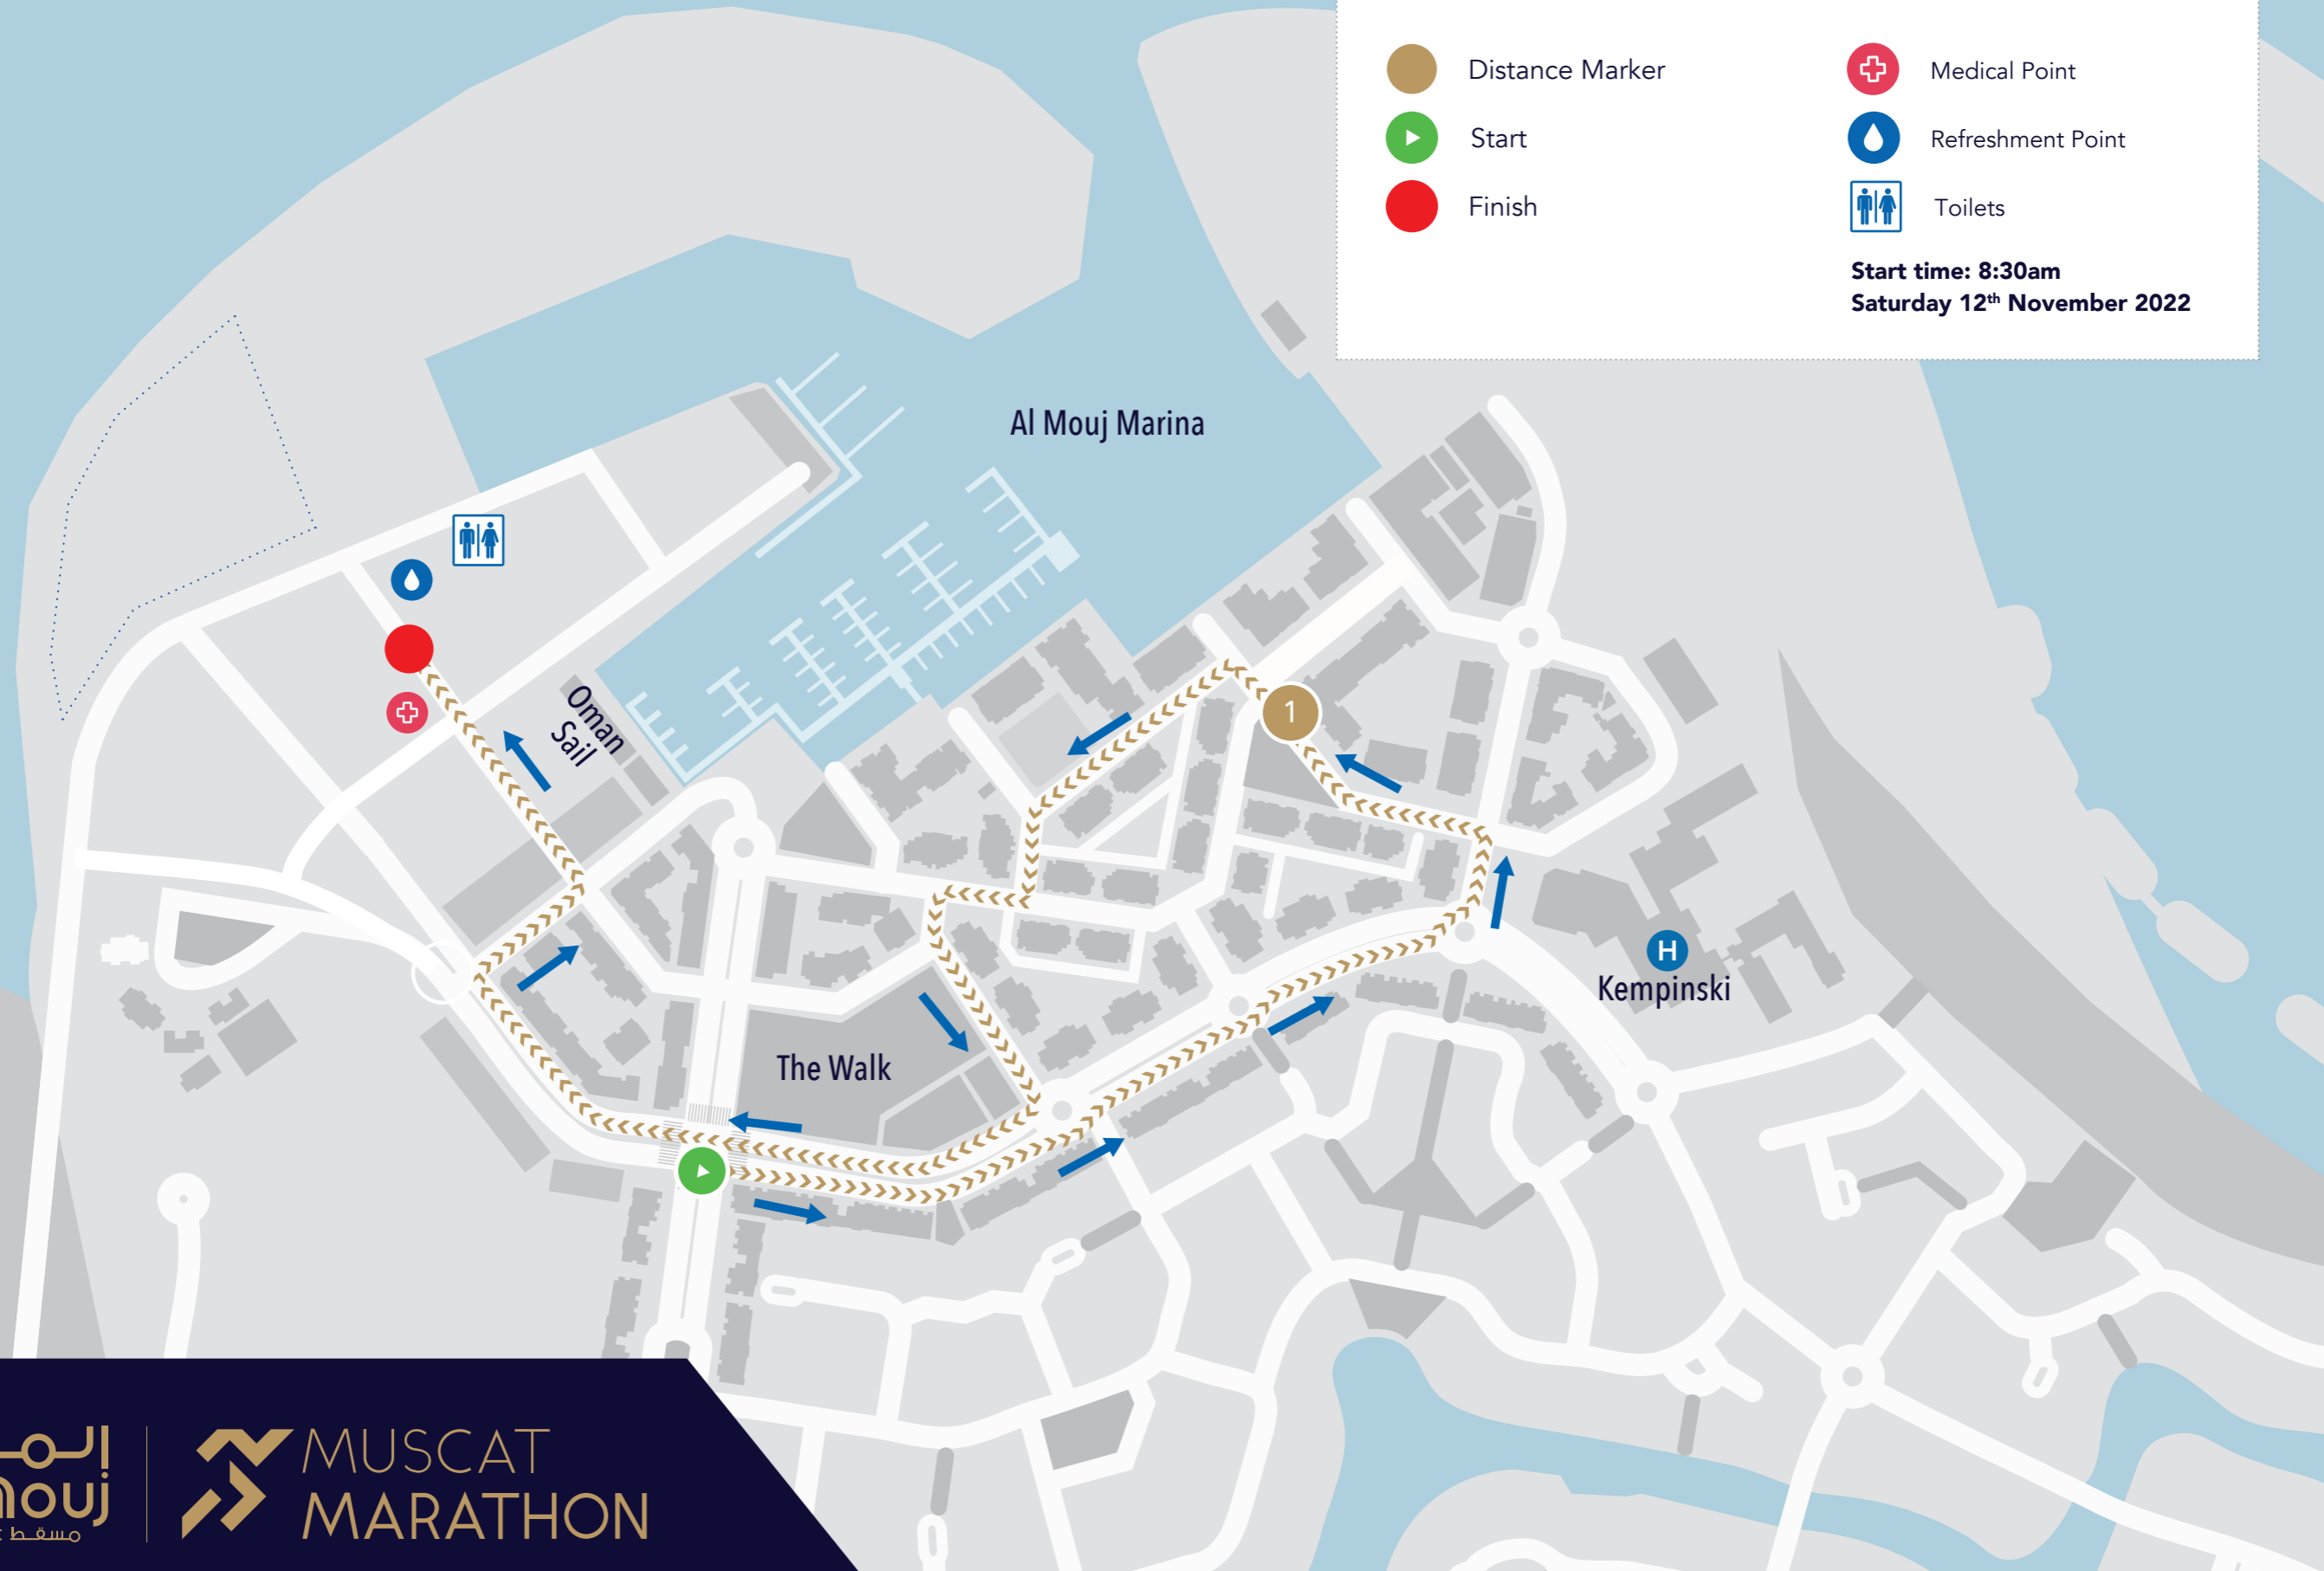 Distance Marker
Start
Finish
Medical Point
Refreshment Point
Toilets
Start time: 8:30am
Saturday 12th November 2022
Al Mouj Marina
Oman
Sail
1
H
Kempinski
The Walk
MUSCAT
MARATHON
مسقط